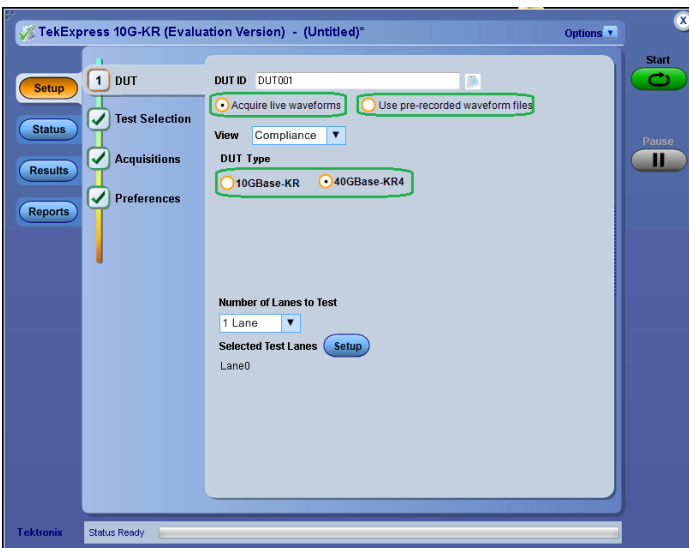 TekExpress 10G-KR (Evaluation Version) - (Untitled)*
Options
x
Start
Pause
Setup
Status
Results
Reports
1 DUT
Test Selection
Acquisitions
Preferences
DUT ID DUT001
Acquire live waveforms Use pre-recorded waveform files
View Compliance
DUT Type
10GBase-KR 40GBase-KR4
Number of Lanes to Test
1 Lane
Selected Test Lanes Setup
Lane0
Tektronix Status Ready